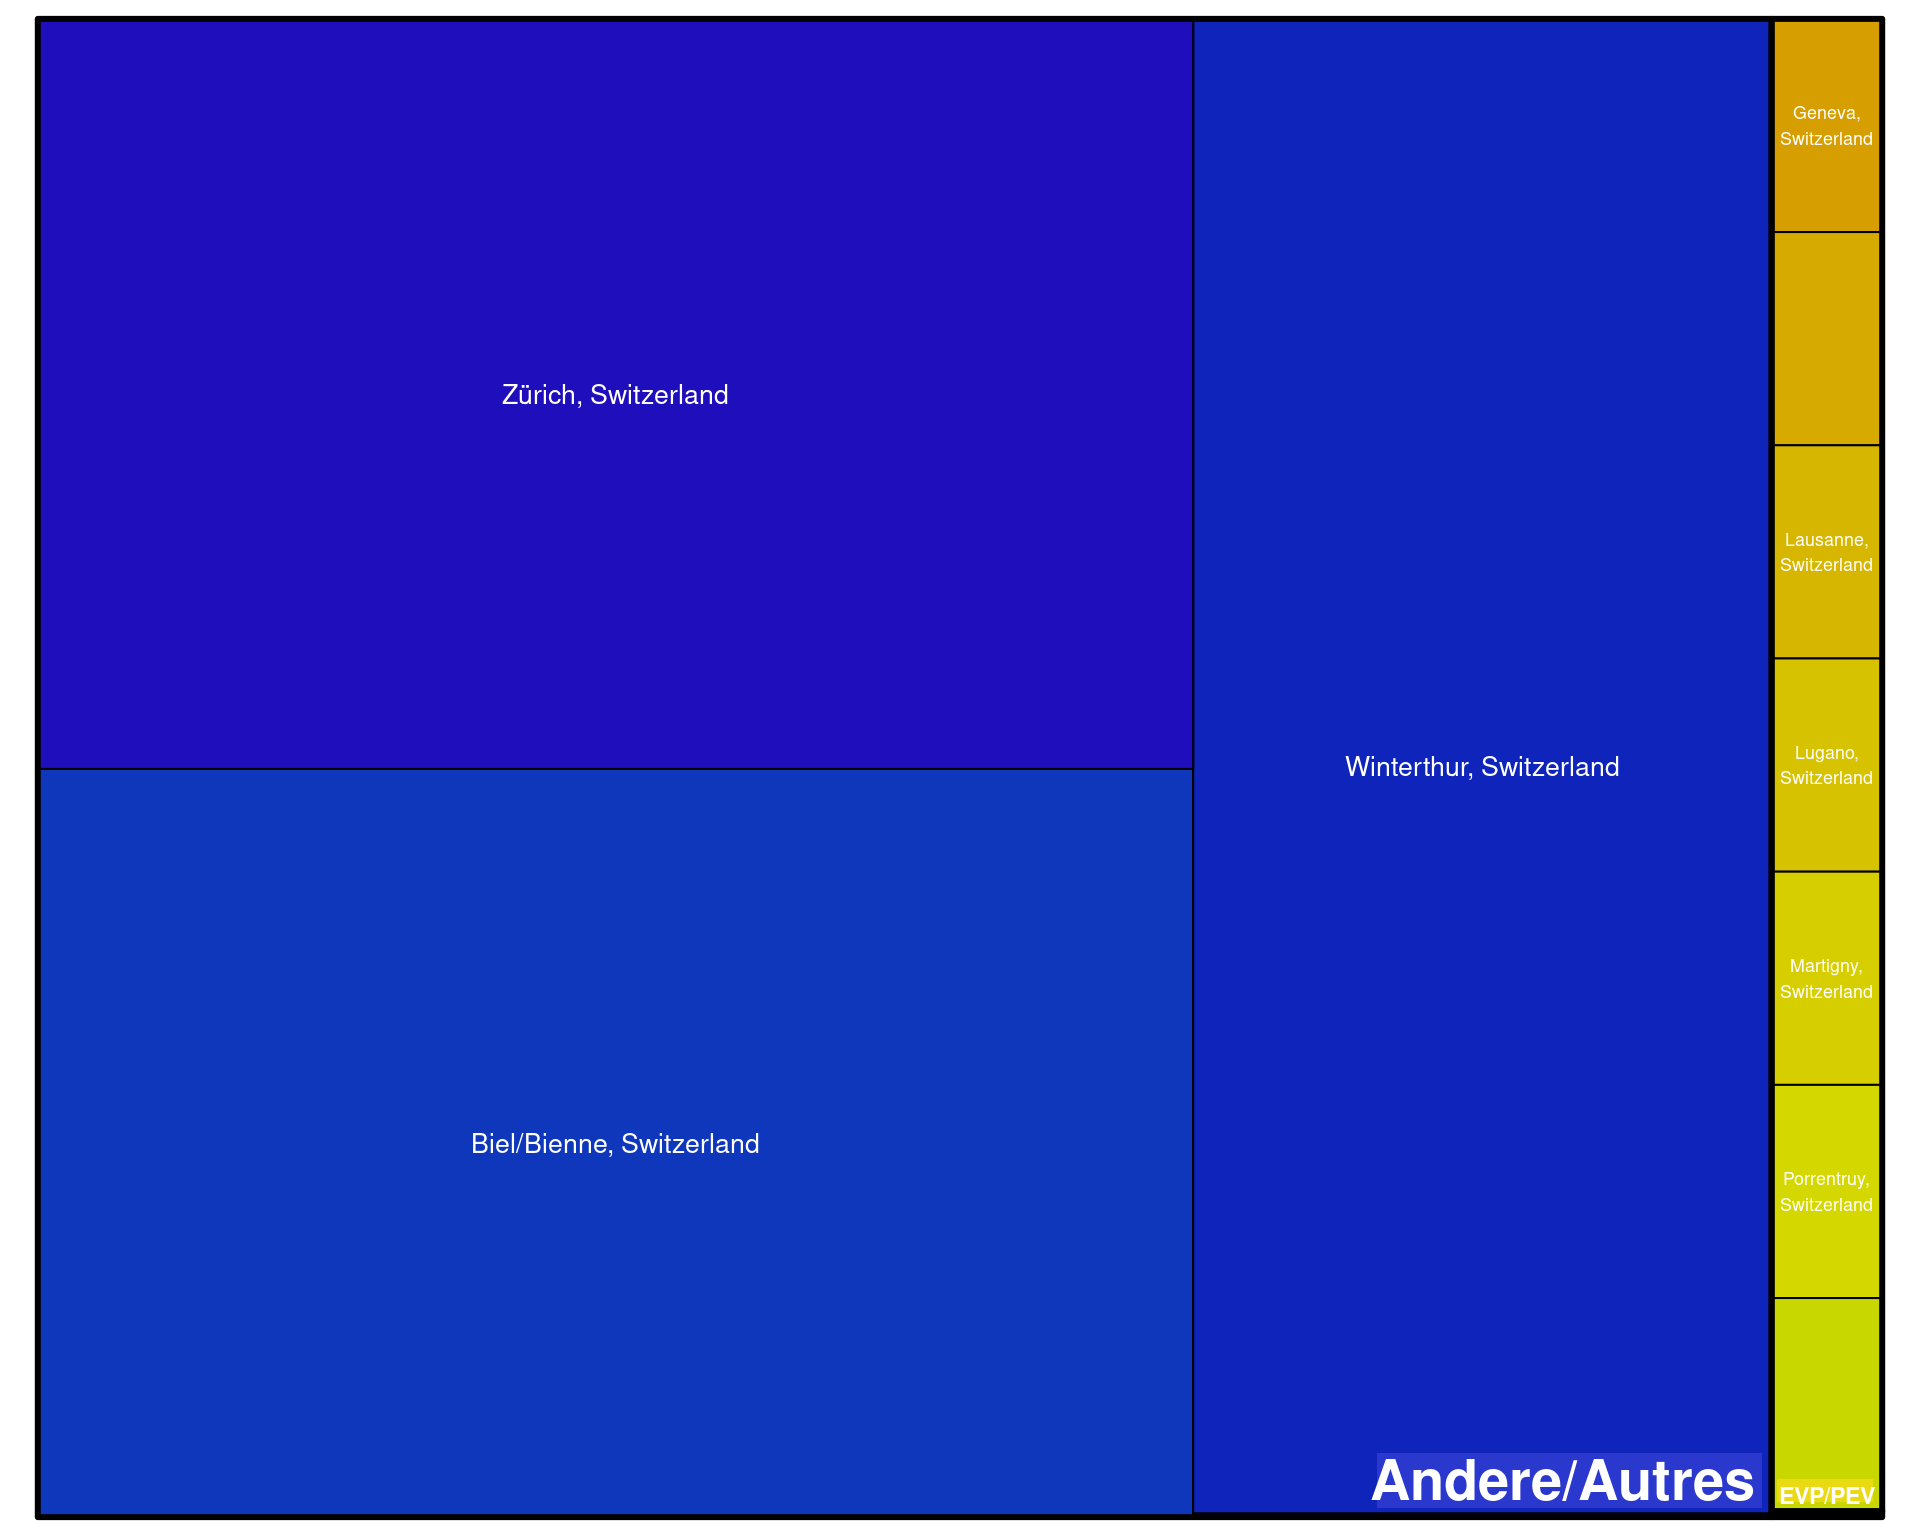 Zürich, Switzerland
Biel/Bienne, Switzerland
Winterthur, Switzerland
Andere/Autres
Geneva,
Switzerland
Lausanne,
Switzerland
Lugano,
Switzerland
Martigny,
Switzerland
Porrentruy,
Switzerland
EVP/PEV